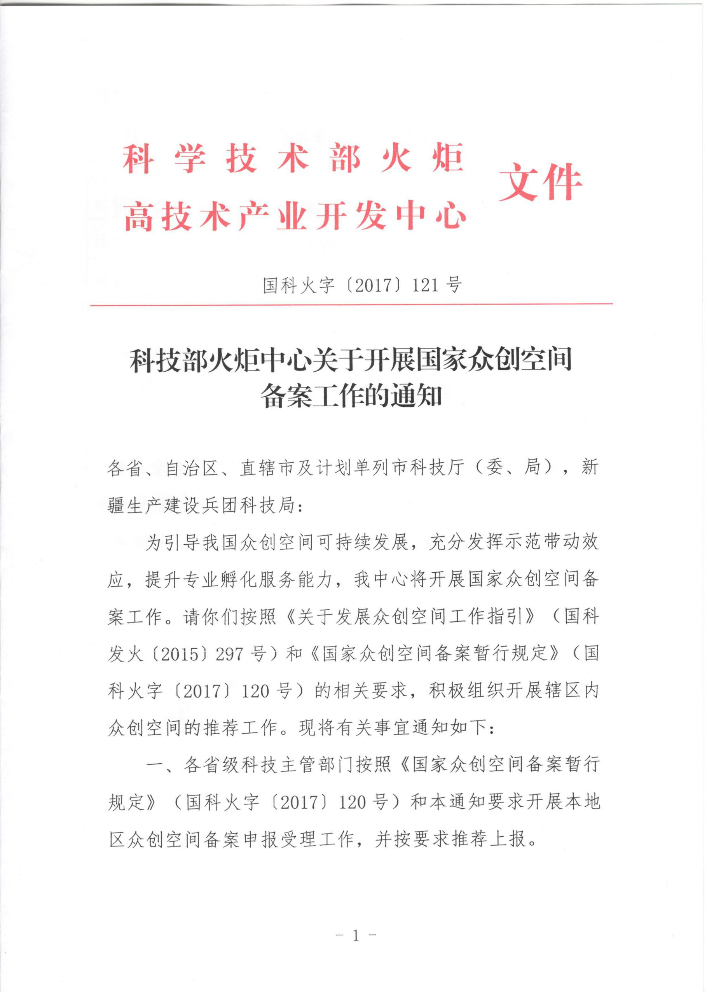 科学技术部火炬
高技术产业开发中心
文件
国科火字〔2017〕121号
科技部火炬中心关于开展国家众创空间
备案工作的通知
各省、自治区、直辖市及计划单列市科技厅（委、局），新
疆生产建设兵团科技局：
为引导我国众创空间可持续发展，充分发挥示范带动效
应，提升专业孵化服务能力，我中心将开展国家众创空间备
案工作。请你们按照《关于发展众创空间工作指引》（国科
发火〔2015〕297号）和《国家众创空间备案暂行规定》（国
科火字〔2017〕120号）的相关要求，积极组织开展辖区内
众创空间的推荐工作。现将有关事宜通知如下：
一、各省级科技主管部门按照《国家众创空间备案暂行
规定》（国科火字〔2017〕120号）和本通知要求开展本地
区众创空间备案申报受理工作，并按要求推荐上报。
- 1 -